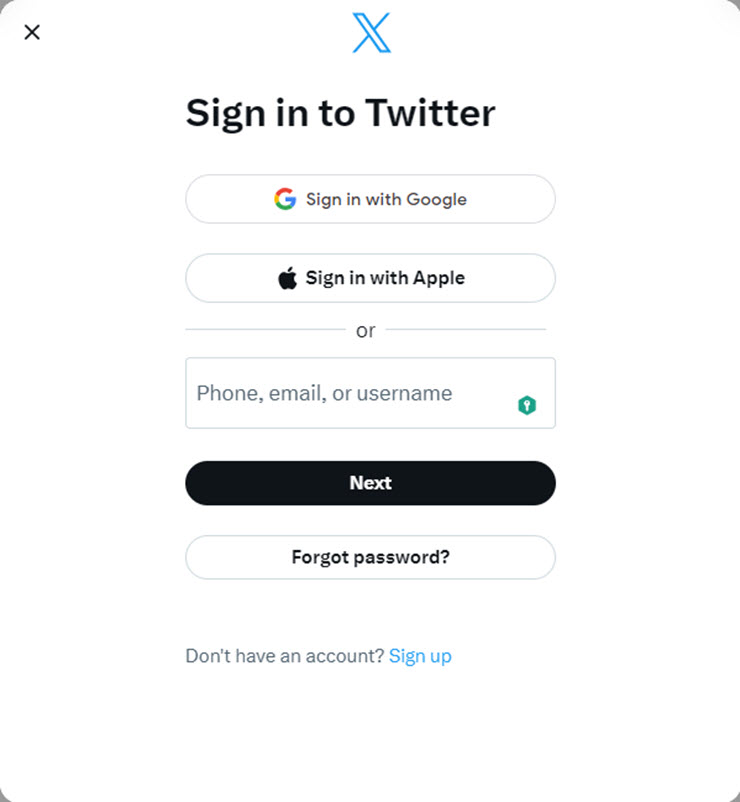 Sign in to Twitter
Sign in with Google
Sign in with Apple
or
Phone, email, or username
Next
Forgot password?
Don't have an account? Sign up